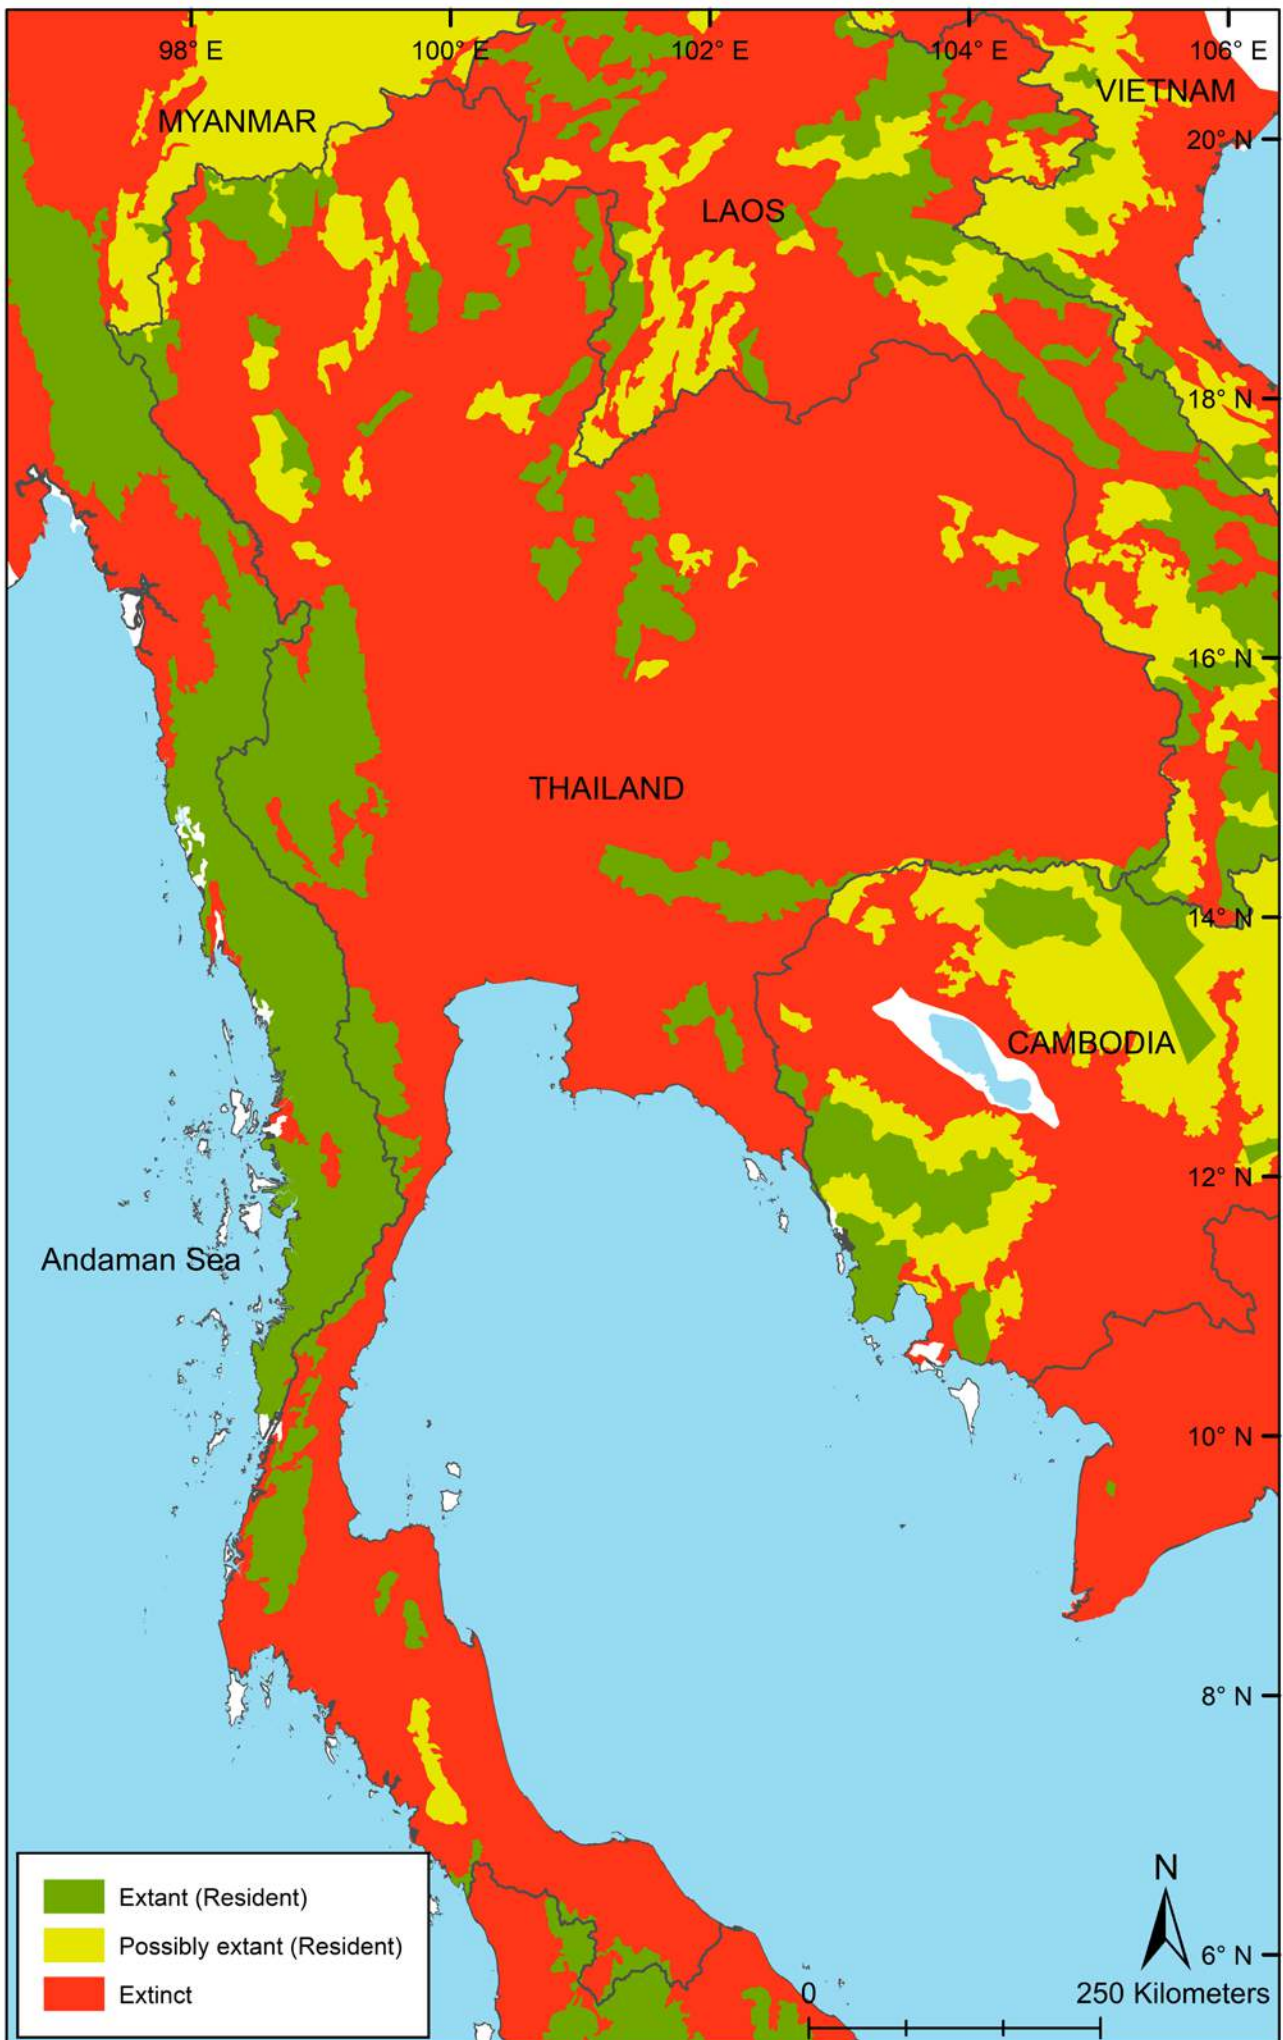 98° E 100° E 102° E 104° E 106° E
VIETNAM
MYANMAR
20° N
LAOS
18° N
16° N
THAILAND
14° N
CAMBODIA
12° N
Andaman Sea
10° N
8° N
N
Extant (Resident)
Possibly extant (Resident)
6° N
Extinct
0 250 Kilometers